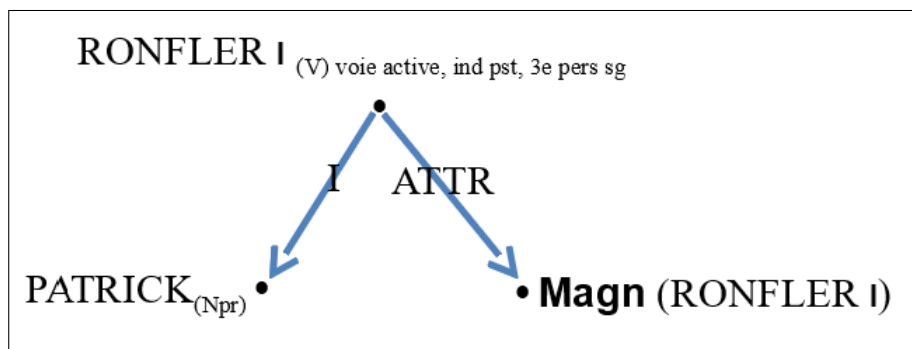 RONFLER I (V) voie active, ind pst, 3e pers sg
I ATTR
PATRICK(Npr) • • Magn (RONFLER I)